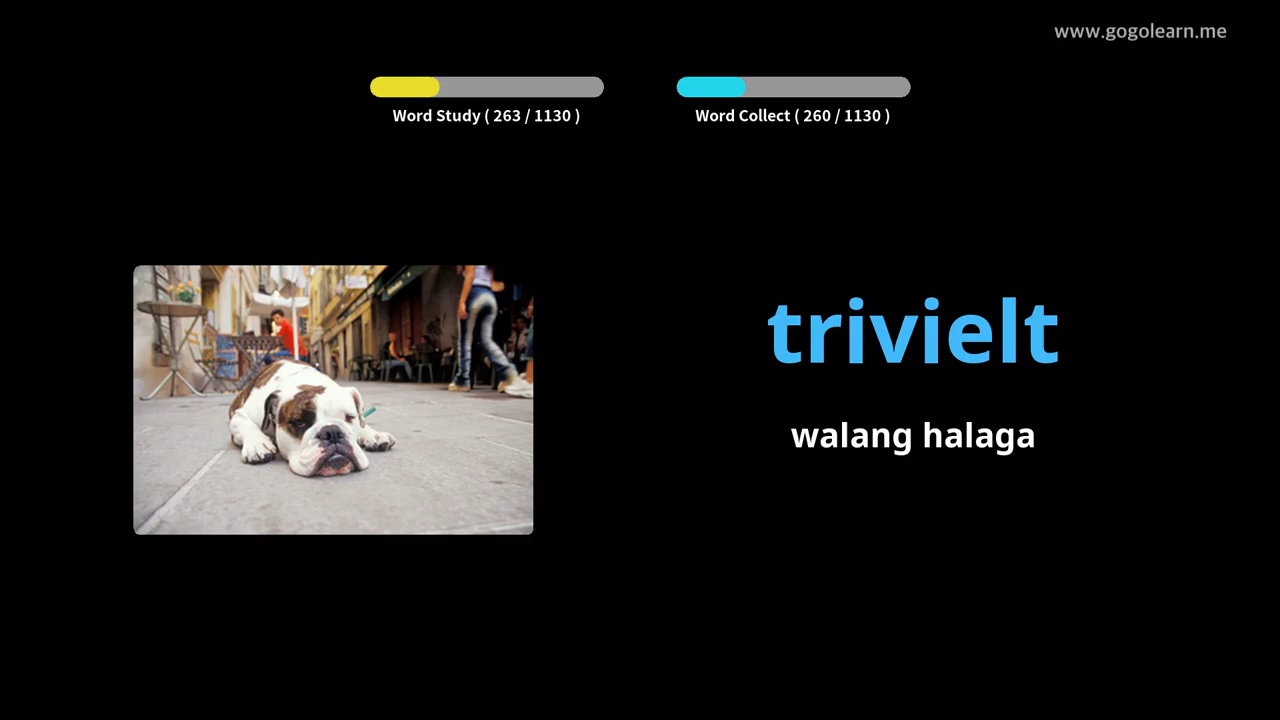 www.gogolearn.me
Word Study ( 263 / 1130 )
Word Collect ( 260 / 1130 )
trivielt
walang halaga